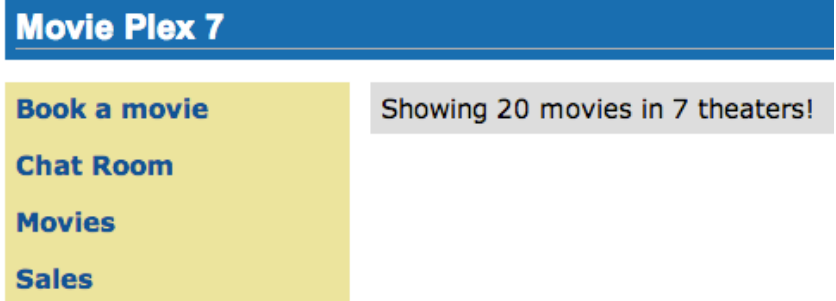 Movie Plex 7
Book a movie
Chat Room
Movies
Sales
Showing 20 movies in 7 theaters!